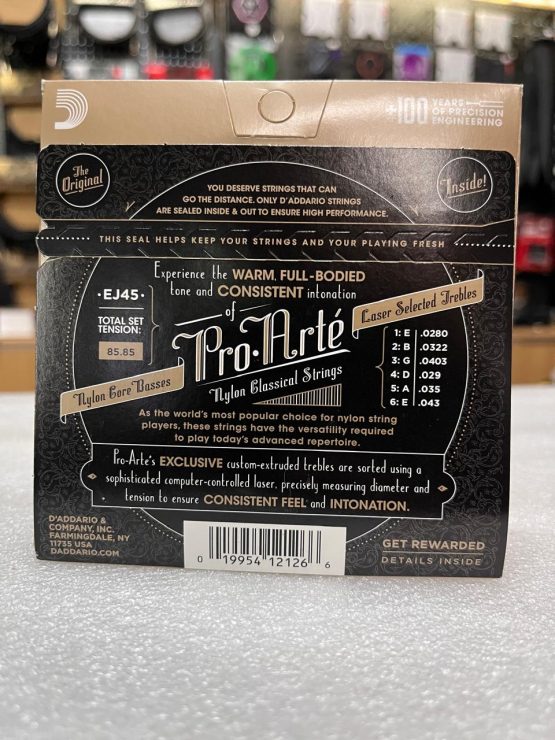 +100 YEARS
OF PRECISION
ENGINEERING
The
Original
Inside!
YOU DESERVE STRINGS THAT CAN
GO THE DISTANCE. ONLY D'ADDARIO STRINGS
ARE SEALED INSIDE & OUT TO ENSURE HIGH PERFORMANCE.
THIS SEAL HELPS KEEP YOUR STRINGS AND YOUR PLAYING FRESH
Experience the WARM, FULL-BODIED
tone and CONSISTENT intonation
of
Pro·Arté
Nylon Classical Strings
·EJ45·
TOTAL SET
TENSION:
85.85
Nylon Core Basses
Laser Selected Trebles
1: E .0280
2: B .0322
3: G .0403
4: D .029
5: A .035
6: E .043
As the world's most popular choice for nylon string
players, these strings have the versatility required
to play today's advanced repertoire.
Pro-Arté's EXCLUSIVE custom-extruded trebles are sorted using a
sophisticated computer-controlled laser, precisely measuring diameter and
tension to ensure CONSISTENT FEEL and INTONATION.
D'ADDARIO &
COMPANY, INC.
FARMINGDALE, NY
11735 USA
DADDARIO.COM
0 19954 12126 6
GET REWARDED
DETAILS INSIDE